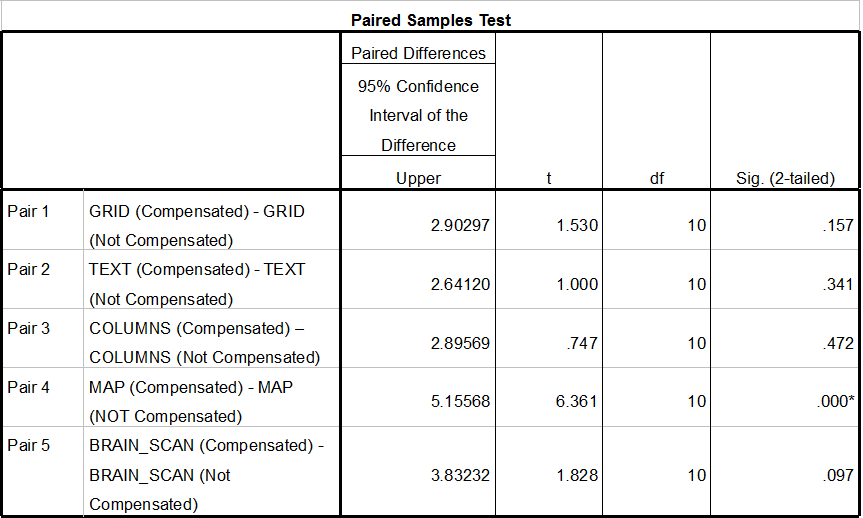 Paired Samples Test
Paired Differences
95% Confidence
Interval of the
Difference
Upper t df Sig. (2-tailed)
Pair 1 GRID (Compensated) - GRID
(Not Compensated) 2.90297 1.530 10 .157
Pair 2 TEXT (Compensated) - TEXT
(Not Compensated) 2.64120 1.000 10 .341
Pair 3 COLUMNS (Compensated) –
COLUMNS (Not Compensated) 2.89569 .747 10 .472
Pair 4 MAP (Compensated) - MAP
(NOT Compensated) 5.15568 6.361 10 .000*
Pair 5 BRAIN_SCAN (Compensated) -
BRAIN_SCAN (Not 3.83232 1.828 10 .097
Compensated)